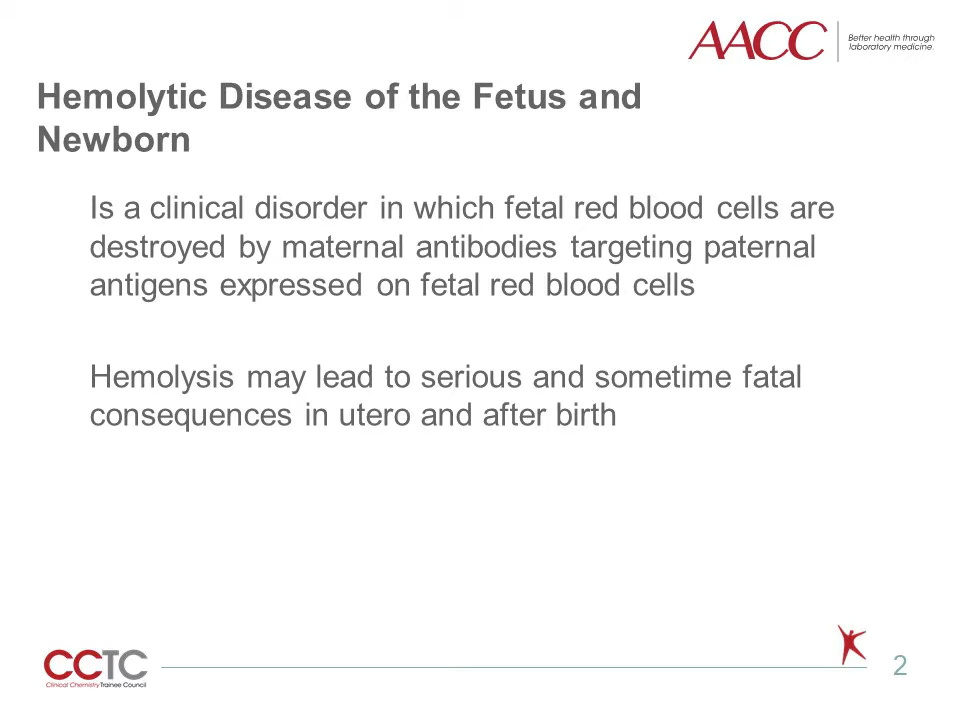 AACC
Better health through
laboratory medicine.
Hemolytic Disease of the Fetus and
Newborn
Is a clinical disorder in which fetal red blood cells are
destroyed by maternal antibodies targeting paternal
antigens expressed on fetal red blood cells
Hemolysis may lead to serious and sometime fatal
consequences in utero and after birth
CCTC
Clinical Chemistry Trainee Council
2